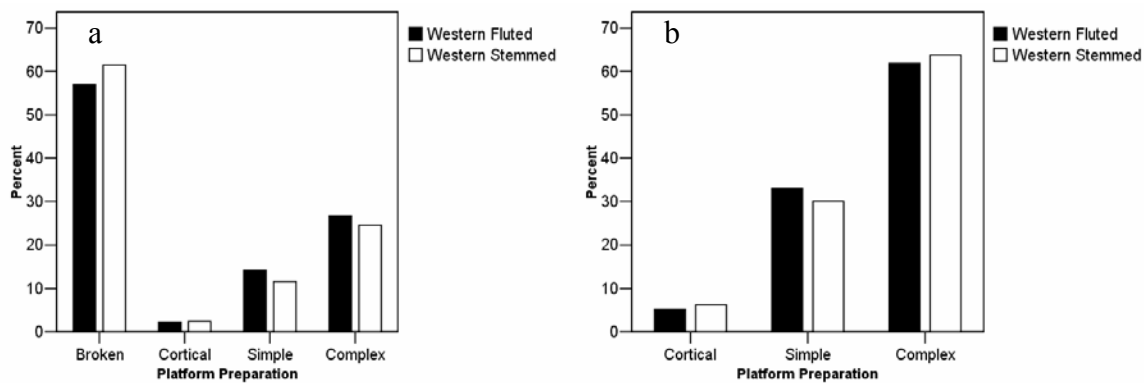 a
70
60
50
40
30
20
10
0
Percent
Broken Cortical Simple Complex
Platform Preparation
Western Fluted
Western Stemmed
b
70
60
50
40
30
20
10
0
Percent
Cortical Simple Complex
Platform Preparation
Western Fluted
Western Stemmed